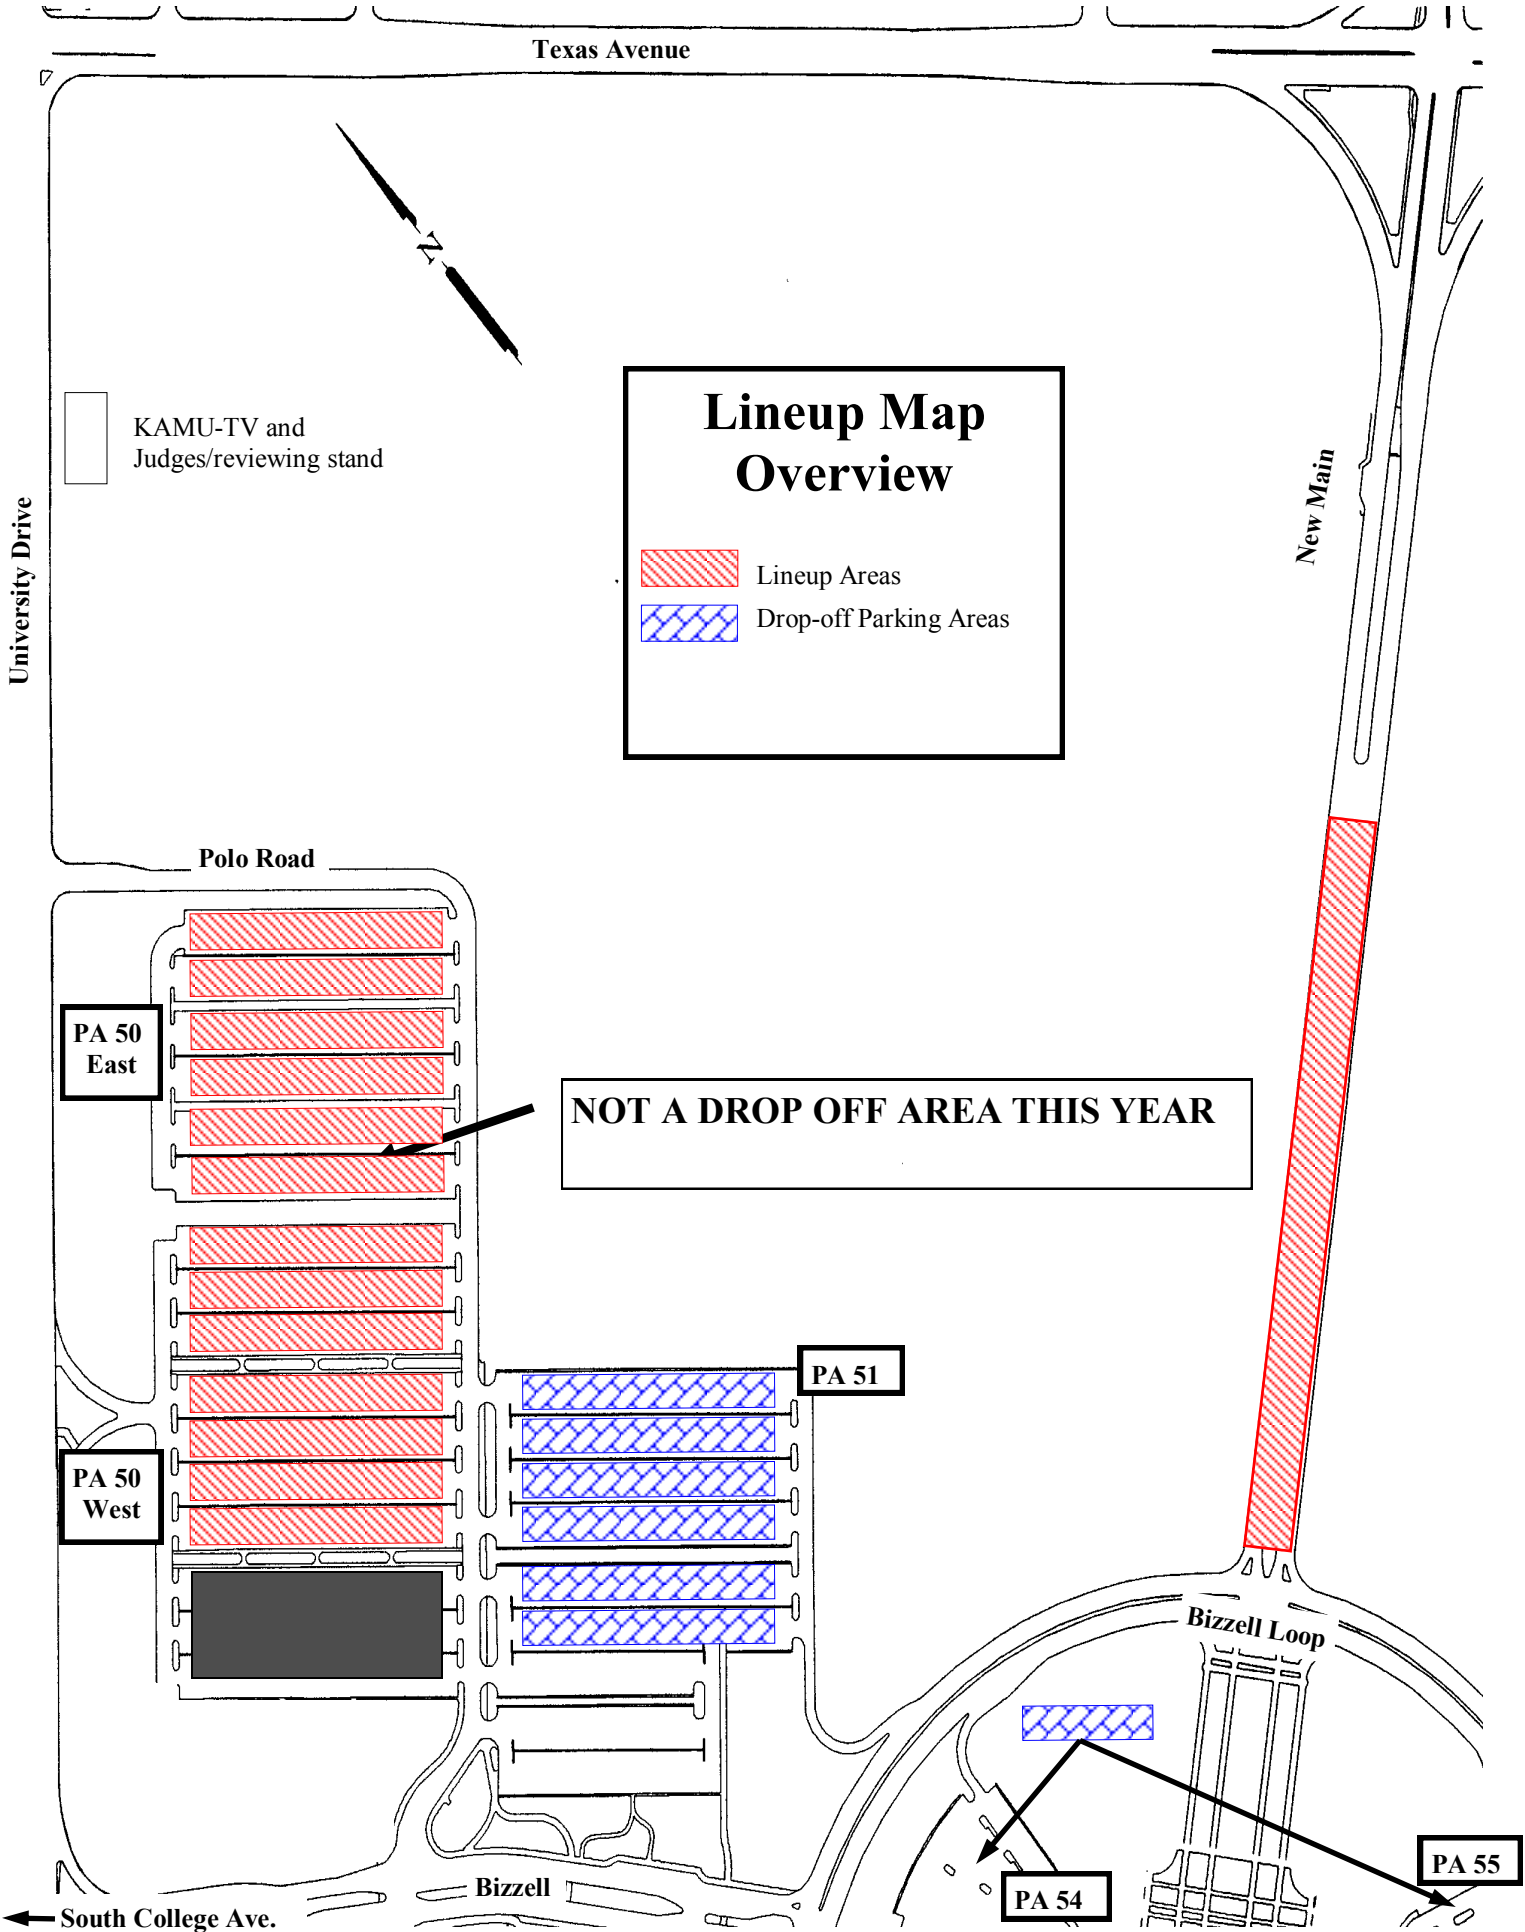 Texas Avenue
N
Lineup Map
Overview
Lineup Areas
Drop-off Parking Areas
KAMU-TV and
Judges/reviewing stand
University Drive
New Main
Polo Road
PA 50
East
NOT A DROP OFF AREA THIS YEAR
PA 51
PA 50
West
Bizzell Loop
PA 55
PA 54
Bizzell
South College Ave.